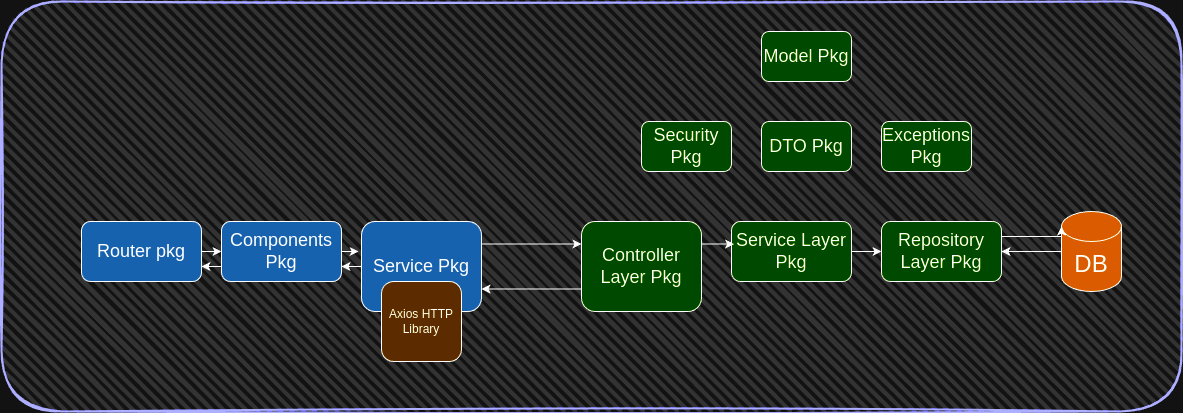 Model Pkg
Security
Pkg
DTO Pkg
Exceptions
Pkg
Router pkg
Components
Pkg
Service Pkg
Axios HTTP
Library
Controller
Layer Pkg
Service Layer
Pkg
Repository
Layer Pkg
DB